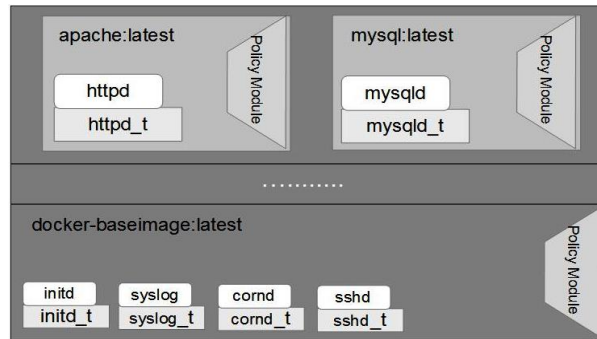 apache:latest
Policy Module
httpd
httpd_t
mysql:latest
Policy Module
mysqld
mysqld_t
...........
docker-baseimage:latest
Policy Module
initd
initd_t
syslog
syslog_t
cornd
cornd_t
sshd
sshd_t